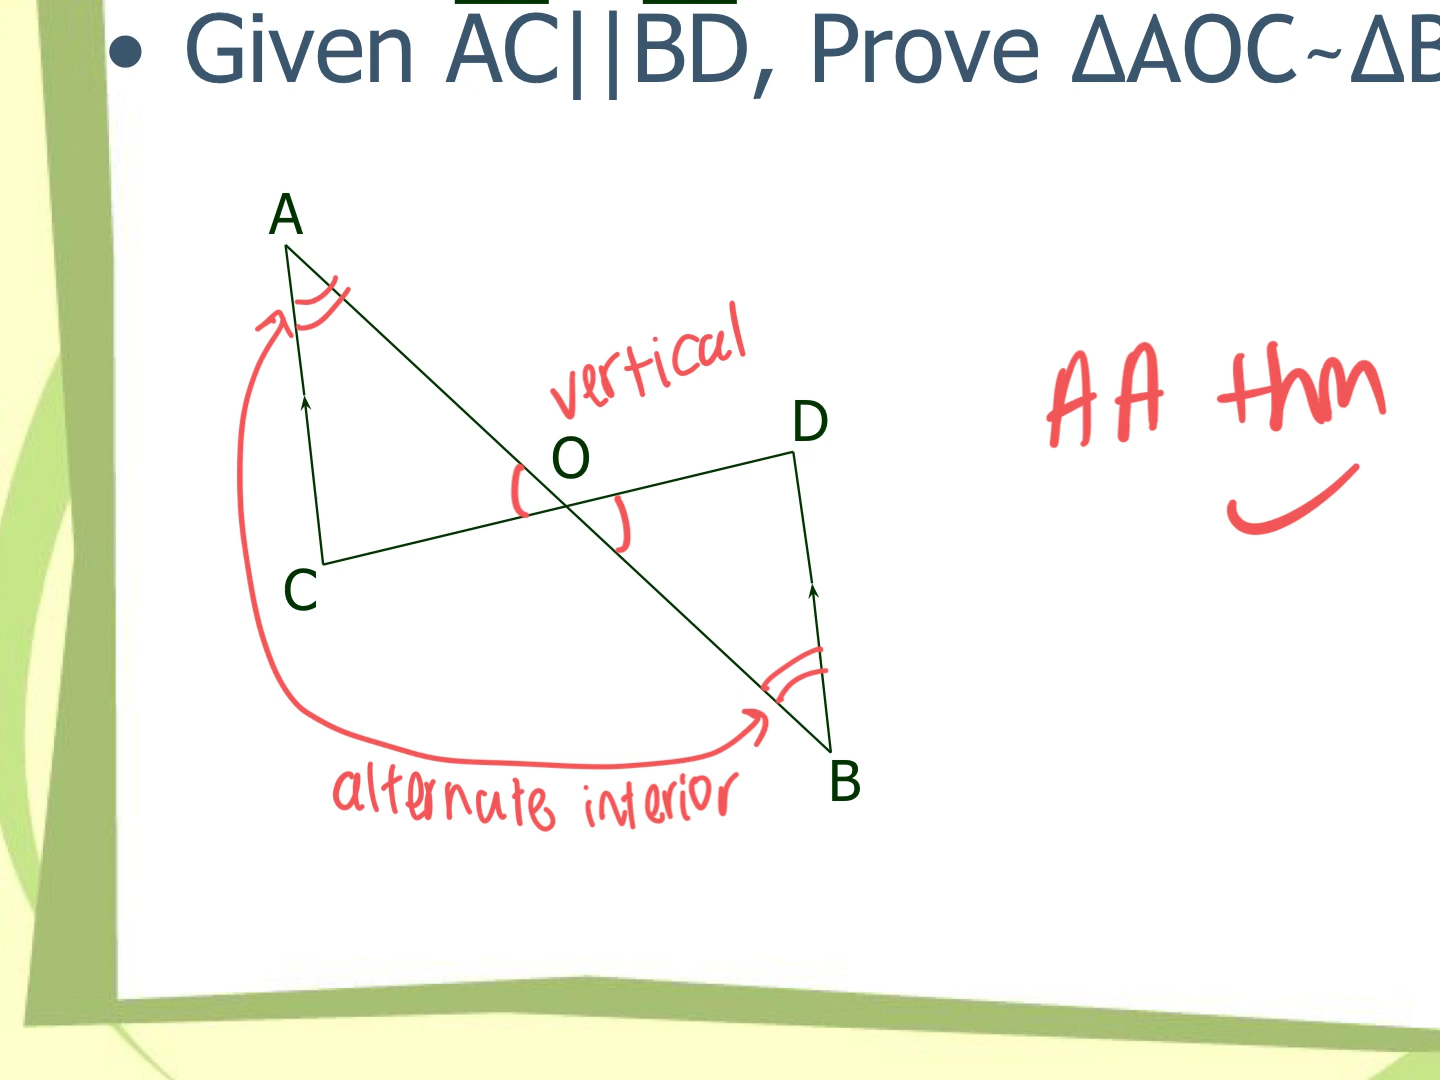 • Given AC||BD, Prove ΔAOC~ΔB
A
vertical
O
D
AA thm
C
alternate interior
B